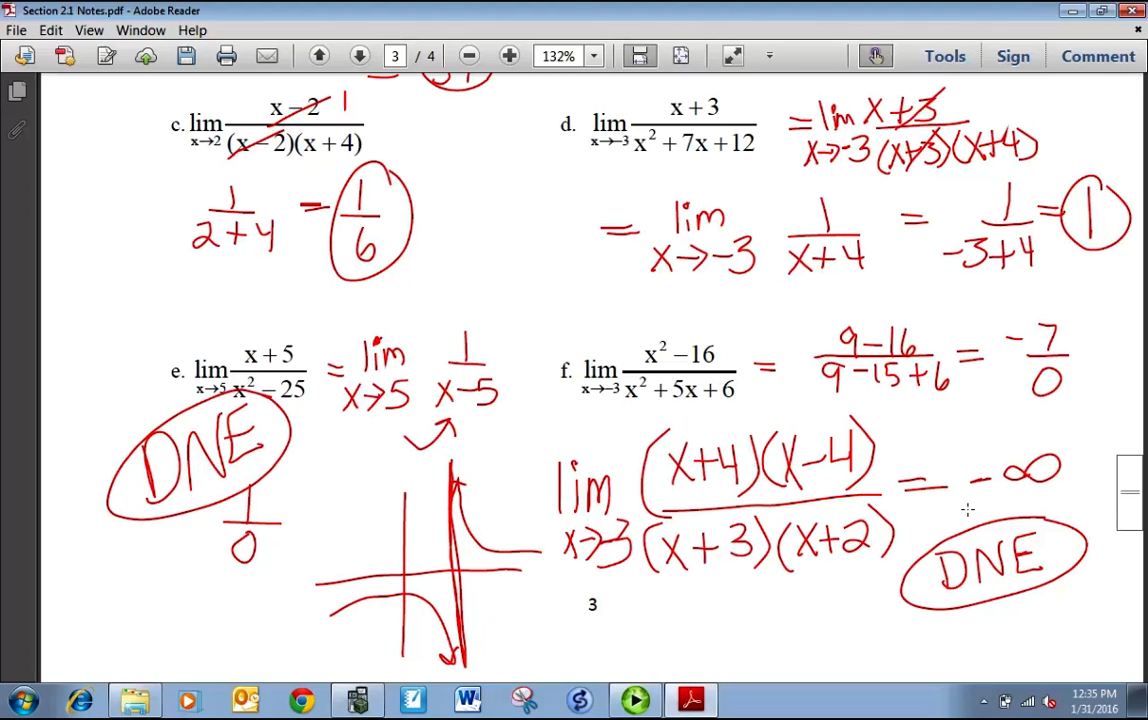 Section 2.1 Notes.pdf - Adobe Reader
File Edit View Window Help
3 / 4 132% Tools Sign Comment
c. lim x→2 x – 2 / (x – 2)(x + 4) 1
1 / 2+4 = 1/6
d. lim x→–3 x + 3 / x² + 7x + 12 = lim x→-3 x+3 / (x+3)(x+4)
= lim x→-3 1 / x+4 = 1 / -3+4 = 1
e. lim x→5 x + 5 / x² – 25 = lim x→5 1 / x-5
DNE
1/0
f. lim x→–3 x² – 16 / x² + 5x + 6 = 9-16 / 9-15+6 = -7/0
lim x→-3 (x+4)(x-4) / (x+3)(x+2) = -∞
DNE
3
12:35 PM
1/31/2016